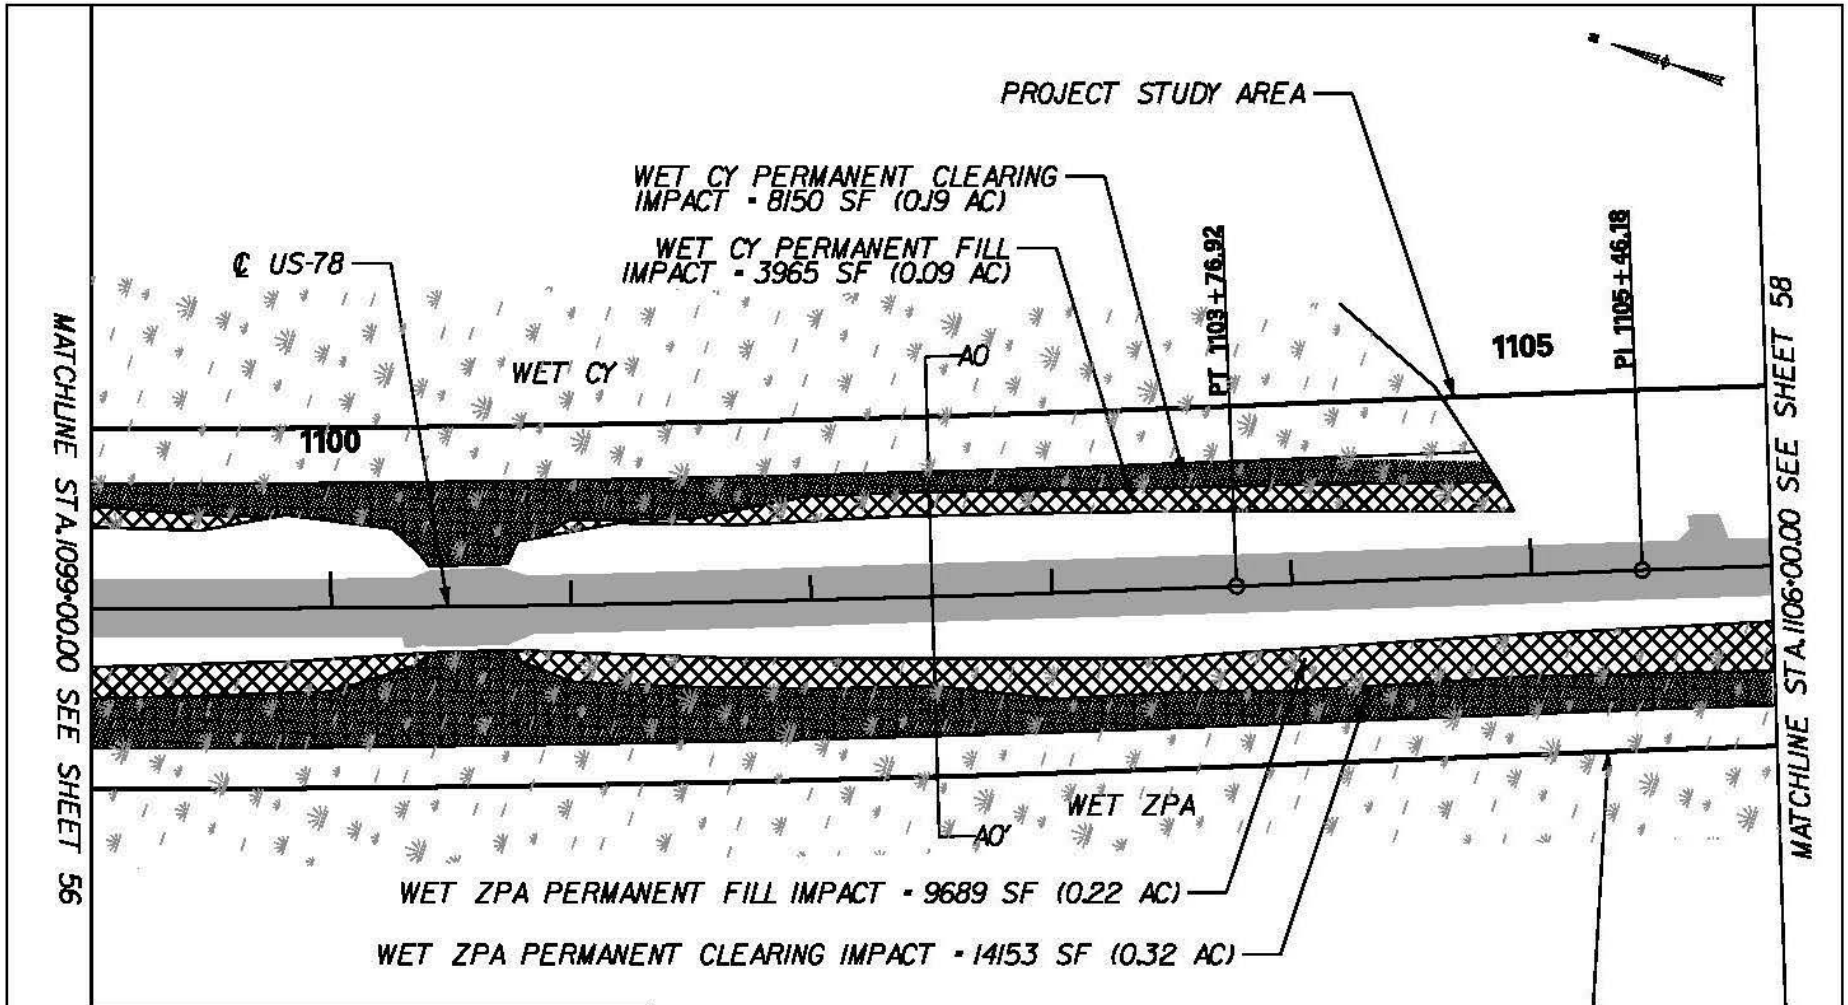 PROJECT STUDY AREA
WET CY PERMANENT CLEARING
IMPACT = 8150 SF (0.19 AC)
WET CY PERMANENT FILL
IMPACT = 3965 SF (0.09 AC)
℄ US-78
PT 1103+76.92
PI 1105+46.18
1105
AO
WET CY
1100
MATCHLINE STA.1099+00.00 SEE SHEET 56
MATCHLINE STA.1106+00.00 SEE SHEET 58
WET ZPA
AO'
WET ZPA PERMANENT FILL IMPACT = 9689 SF (0.22 AC)
WET ZPA PERMANENT CLEARING IMPACT = 14153 SF (0.32 AC)